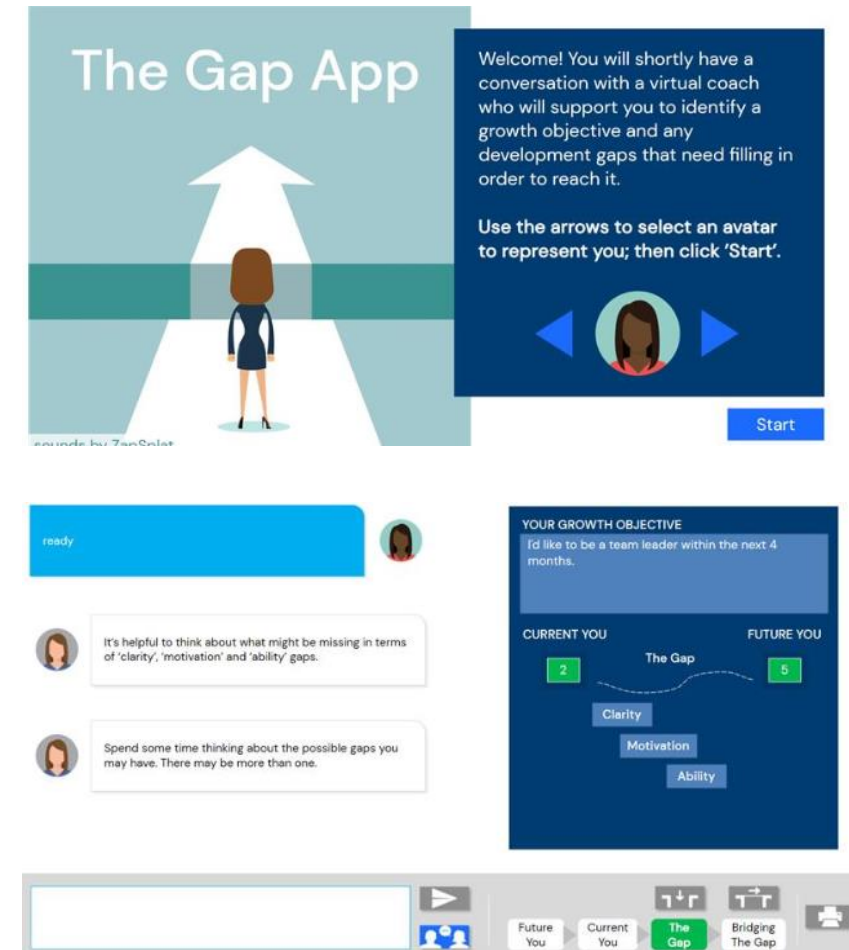 The Gap App
Welcome! You will shortly have a
conversation with a virtual coach
who will support you to identify a
growth objective and any
development gaps that need filling in
order to reach it.
Use the arrows to select an avatar
to represent you; then click ‘Start’.
sounds by ZapSplat
Start
ready
It's helpful to think about what might be missing in terms
of 'clarity', 'motivation' and 'ability' gaps.
Spend some time thinking about the possible gaps you
may have. There may be more than one.
YOUR GROWTH OBJECTIVE
I'd like to be a team leader within the next 4
months.
CURRENT YOU
FUTURE YOU
2
The Gap
5
Clarity
Motivation
Ability
Future
You
Current
You
The
Gap
Bridging
The Gap